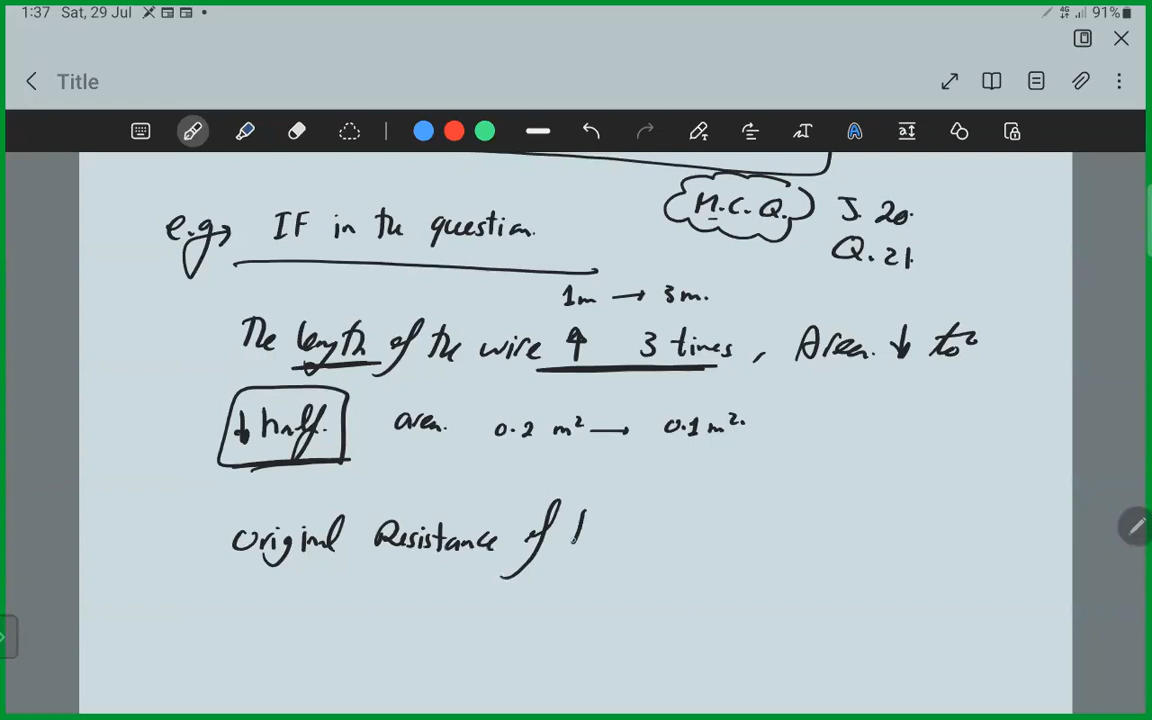 1:37 Sat, 29 Jul 4G 91%
Title
M.C.Q. J. 20.
e.g→ IF in the question. Q. 21.
1m → 3m.
The length of the wire ↑ 3 times, Area. ↓ to
↓ half. area. 0.2 m² → 0.1 m².
Original Resistance of